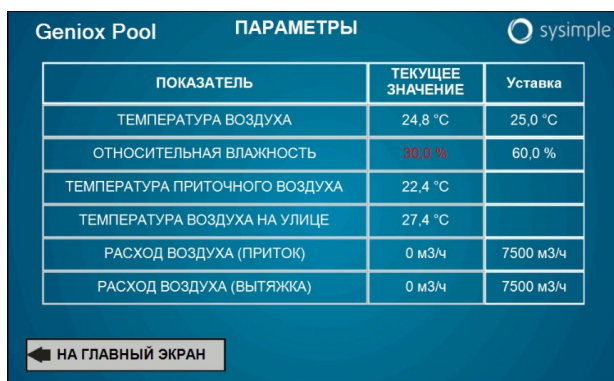 Geniox Pool ПАРАМЕТРЫ sysimple
ПОКАЗАТЕЛЬ ТЕКУЩЕЕ ЗНАЧЕНИЕ Уставка
ТЕМПЕРАТУРА ВОЗДУХА 24,8 °C 25,0 °C
ОТНОСИТЕЛЬНАЯ ВЛАЖНОСТЬ 30,0 % 60,0 %
ТЕМПЕРАТУРА ПРИТОЧНОГО ВОЗДУХА 22,4 °C
ТЕМПЕРАТУРА ВОЗДУХА НА УЛИЦЕ 27,4 °C
РАСХОД ВОЗДУХА (ПРИТОК) 0 м3/ч 7500 м3/ч
РАСХОД ВОЗДУХА (ВЫТЯЖКА) 0 м3/ч 7500 м3/ч
НА ГЛАВНЫЙ ЭКРАН